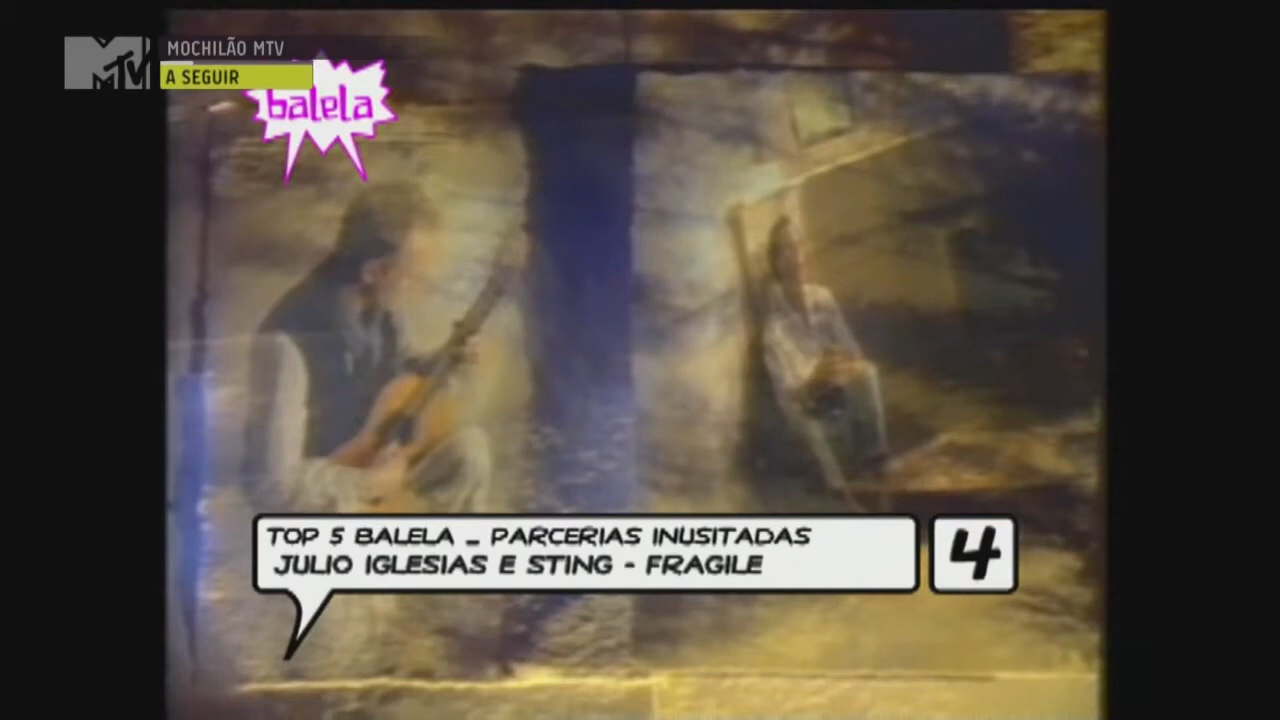 MTV
MOCHILÃO MTV
A SEGUIR
balela
TOP 5 BALELA _ PARCERIAS INUSITADAS
JULIO IGLESIAS E STING - FRAGILE
4